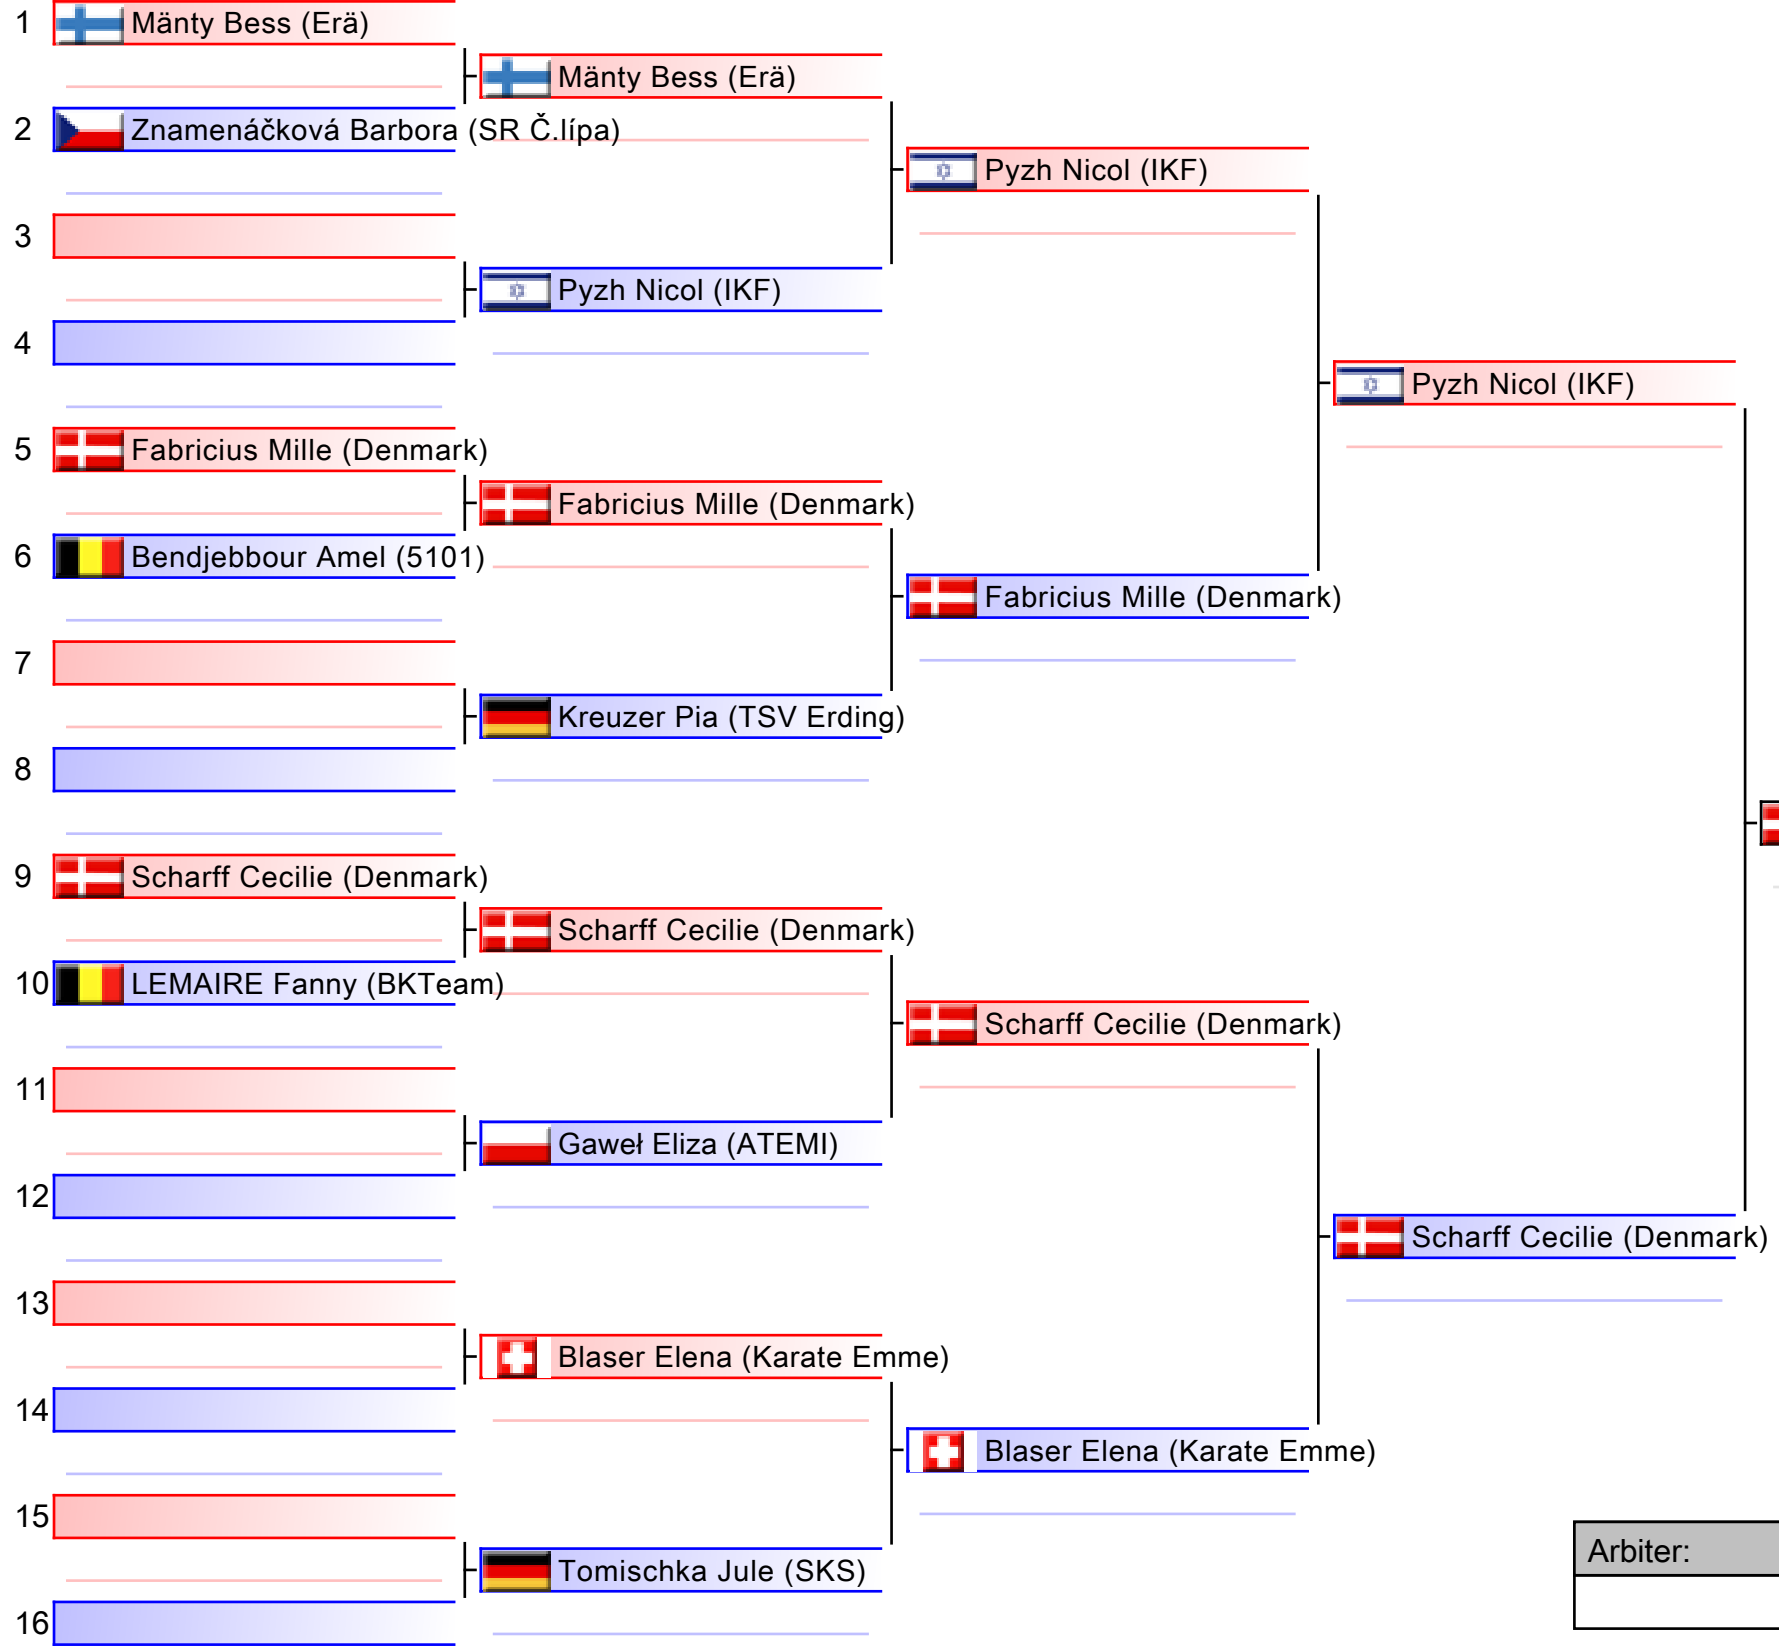 1 Mänty Bess (Erä)
Mänty Bess (Erä)
2 Znamenáčková Barbora (SR Č.lípa)
Pyzh Nicol (IKF)
3
Pyzh Nicol (IKF)
4
Pyzh Nicol (IKF)
5 Fabricius Mille (Denmark)
Fabricius Mille (Denmark)
6 Bendjebbour Amel (5101)
Fabricius Mille (Denmark)
7
Kreuzer Pia (TSV Erding)
8
9 Scharff Cecilie (Denmark)
Scharff Cecilie (Denmark)
10 LEMAIRE Fanny (BKTeam)
Scharff Cecilie (Denmark)
11
Gaweł Eliza (ATEMI)
12
Scharff Cecilie (Denmark)
13
Blaser Elena (Karate Emme)
14
Blaser Elena (Karate Emme)
15
Arbiter:
Tomischka Jule (SKS)
16